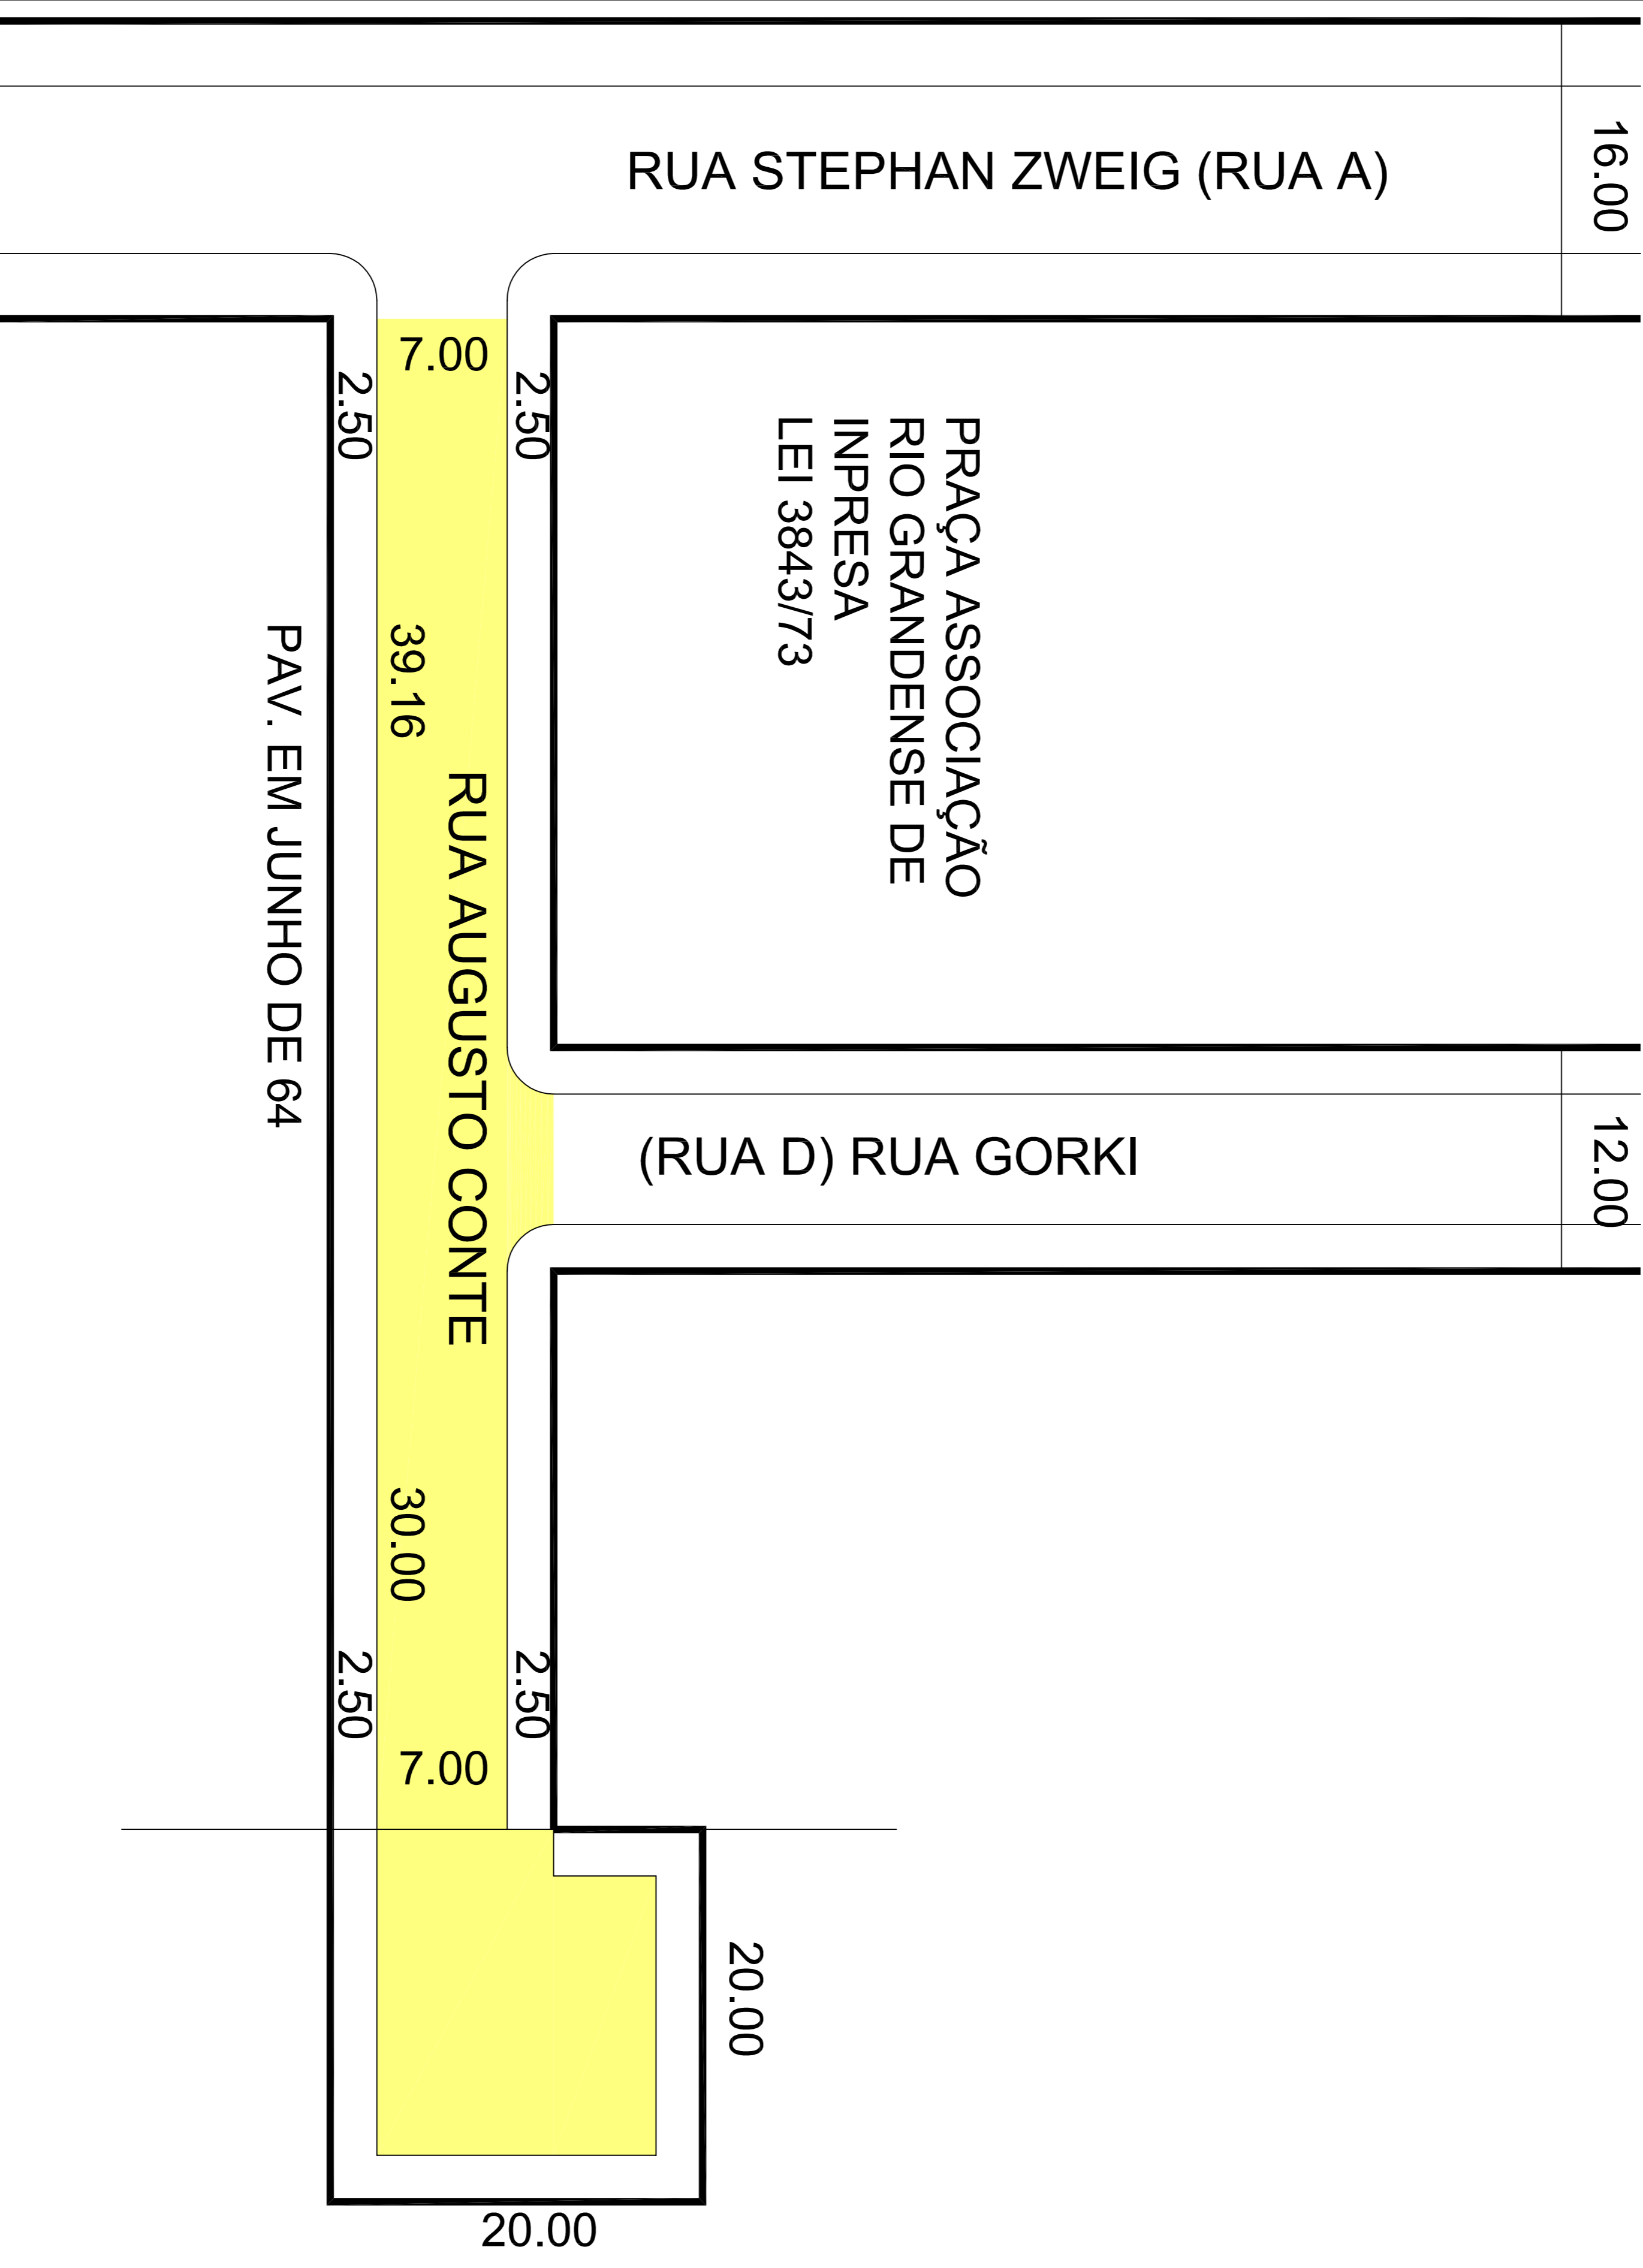 RUA STEPHAN ZWEIG (RUA A)
16.00
7.00
2.50
2.50
PRAÇA ASSOCIAÇÃO
RIO GRANDENSE DE
INPRESA
LEI 3843/73
39.16
PAV. EM JUNHO DE 64
RUA AUGUSTO CONTE
(RUA D) RUA GORKI
12.00
30.00
2.50
2.50
7.00
20.00
20.00